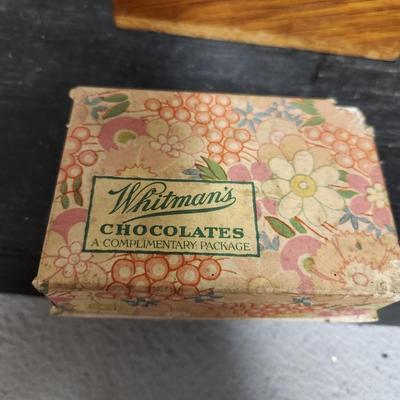 Whitman's
CHOCOLATES
A COMPLIMENTARY PACKAGE